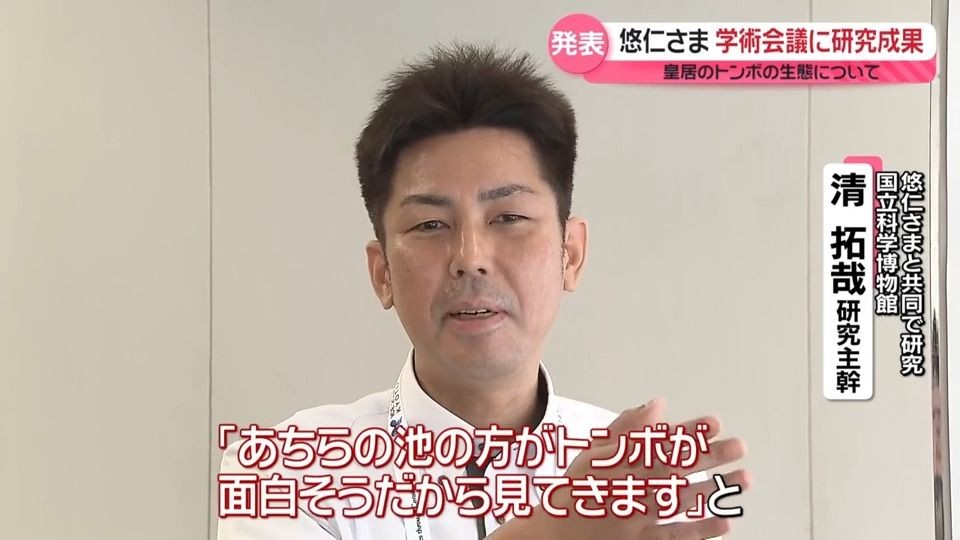 発表
悠仁さま 学術会議に研究成果
皇居のトンボの生態について
悠仁さまと共同で研究
国立科学博物館
清 拓哉 研究主幹
「あちらの池の方がトンボが
面白そうだから見てきます」と